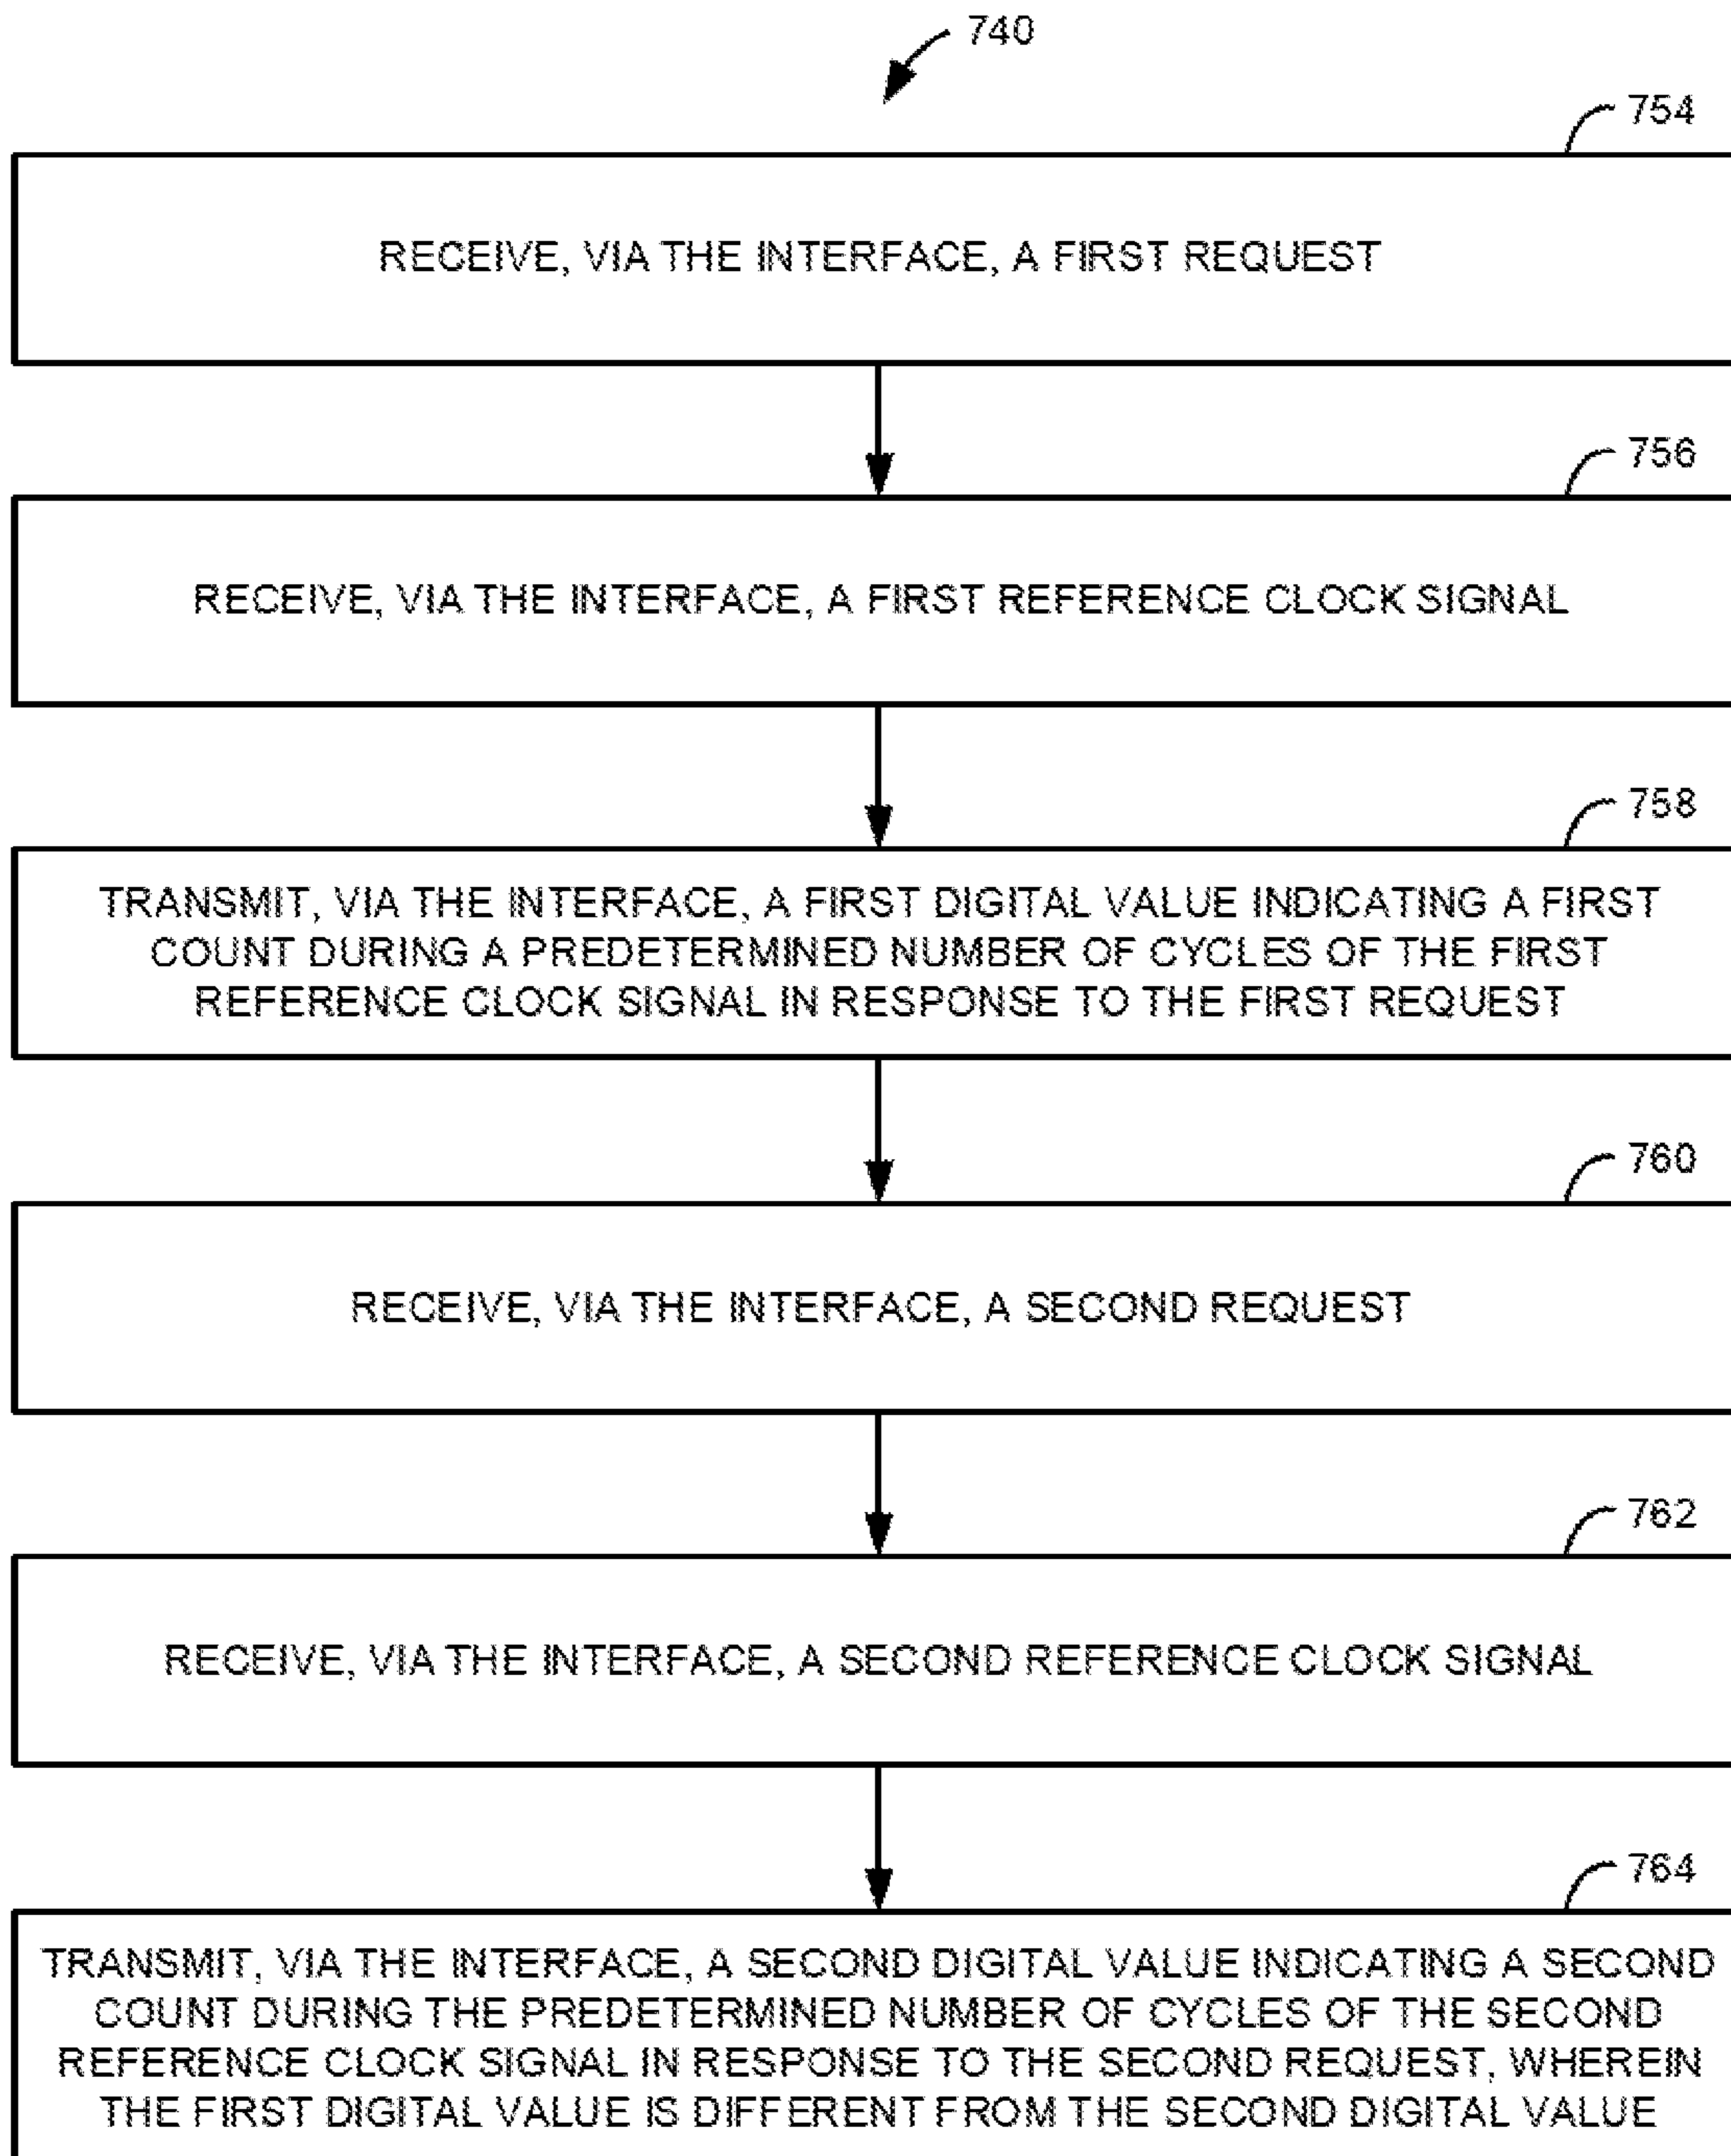 740
754
RECEIVE, VIA THE INTERFACE, A FIRST REQUEST
756
RECEIVE, VIA THE INTERFACE, A FIRST REFERENCE CLOCK SIGNAL
758
TRANSMIT, VIA THE INTERFACE, A FIRST DIGITAL VALUE INDICATING A FIRST
COUNT DURING A PREDETERMINED NUMBER OF CYCLES OF THE FIRST
REFERENCE CLOCK SIGNAL IN RESPONSE TO THE FIRST REQUEST
760
RECEIVE, VIA THE INTERFACE, A SECOND REQUEST
762
RECEIVE, VIA THE INTERFACE, A SECOND REFERENCE CLOCK SIGNAL
764
TRANSMIT, VIA THE INTERFACE, A SECOND DIGITAL VALUE INDICATING A SECOND
COUNT DURING THE PREDETERMINED NUMBER OF CYCLES OF THE SECOND
REFERENCE CLOCK SIGNAL IN RESPONSE TO THE SECOND REQUEST, WHEREIN
THE FIRST DIGITAL VALUE IS DIFFERENT FROM THE SECOND DIGITAL VALUE